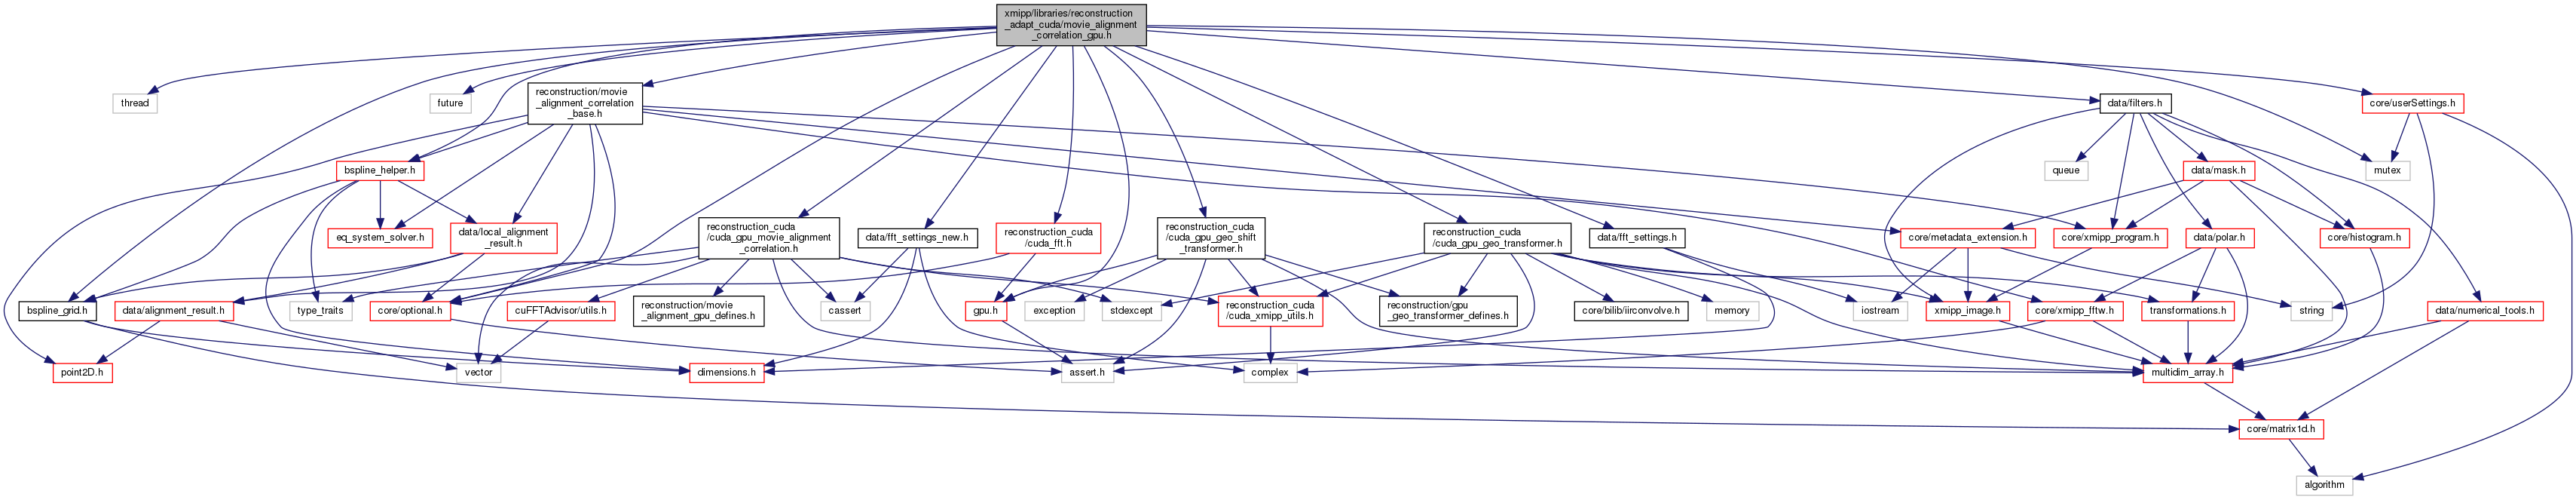 xmipp/libraries/reconstruction
_adapt_cuda/movie_alignment
_correlation_gpu.h
thread
future
reconstruction/movie
_alignment_correlation
_base.h
data/filters.h
core/userSettings.h
bspline_helper.h
queue
data/mask.h
mutex
eq_system_solver.h
data/local_alignment
_result.h
reconstruction_cuda
/cuda_gpu_movie_alignment
_correlation.h
data/fft_settings_new.h
reconstruction_cuda
/cuda_fft.h
reconstruction_cuda
/cuda_gpu_geo_shift
_transformer.h
reconstruction_cuda
/cuda_gpu_geo_transformer.h
data/fft_settings.h
core/metadata_extension.h
core/xmipp_program.h
data/polar.h
core/histogram.h
bspline_grid.h
data/alignment_result.h
type_traits
core/optional.h
cuFFTAdvisor/utils.h
reconstruction/movie
_alignment_gpu_defines.h
cassert
gpu.h
exception
stdexcept
reconstruction_cuda
/cuda_xmipp_utils.h
reconstruction/gpu
_geo_transformer_defines.h
core/bilib/iirconvolve.h
memory
iostream
xmipp_image.h
core/xmipp_fftw.h
transformations.h
string
data/numerical_tools.h
point2D.h
vector
dimensions.h
assert.h
complex
multidim_array.h
core/matrix1d.h
algorithm